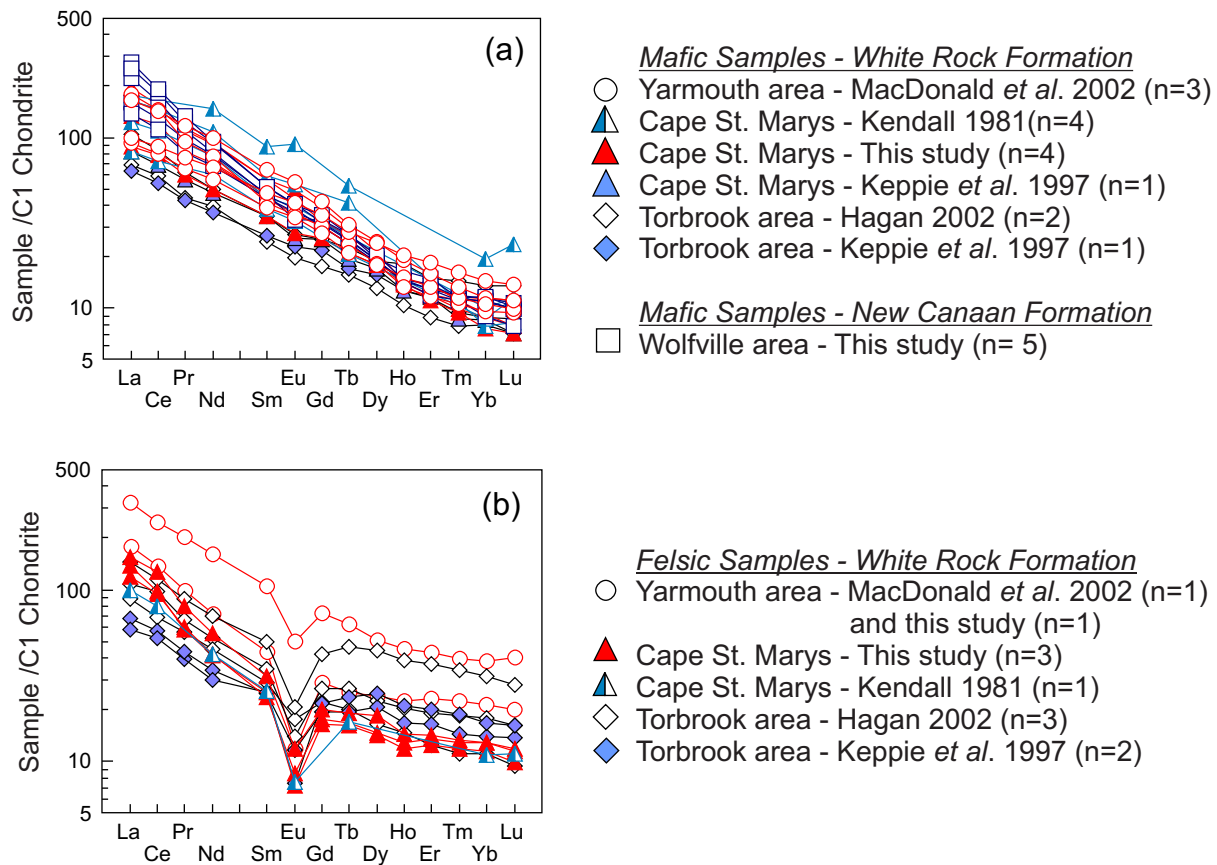 500
100
10
5
Sample /C1 Chondrite
(a)
La Ce Pr Nd Sm Eu Gd Tb Dy Ho Er Tm Yb Lu
Mafic Samples - White Rock Formation
Yarmouth area - MacDonald et al. 2002 (n=3)
Cape St. Marys - Kendall 1981(n=4)
Cape St. Marys - This study (n=4)
Cape St. Marys - Keppie et al. 1997 (n=1)
Torbrook area - Hagan 2002 (n=2)
Torbrook area - Keppie et al. 1997 (n=1)
Mafic Samples - New Canaan Formation
Wolfville area - This study (n= 5)
500
100
10
5
Sample /C1 Chondrite
(b)
La Ce Pr Nd Sm Eu Gd Tb Dy Ho Er Tm Yb Lu
Felsic Samples - White Rock Formation
Yarmouth area - MacDonald et al. 2002 (n=1)
and this study (n=1)
Cape St. Marys - This study (n=3)
Cape St. Marys - Kendall 1981 (n=1)
Torbrook area - Hagan 2002 (n=3)
Torbrook area - Keppie et al. 1997 (n=2)